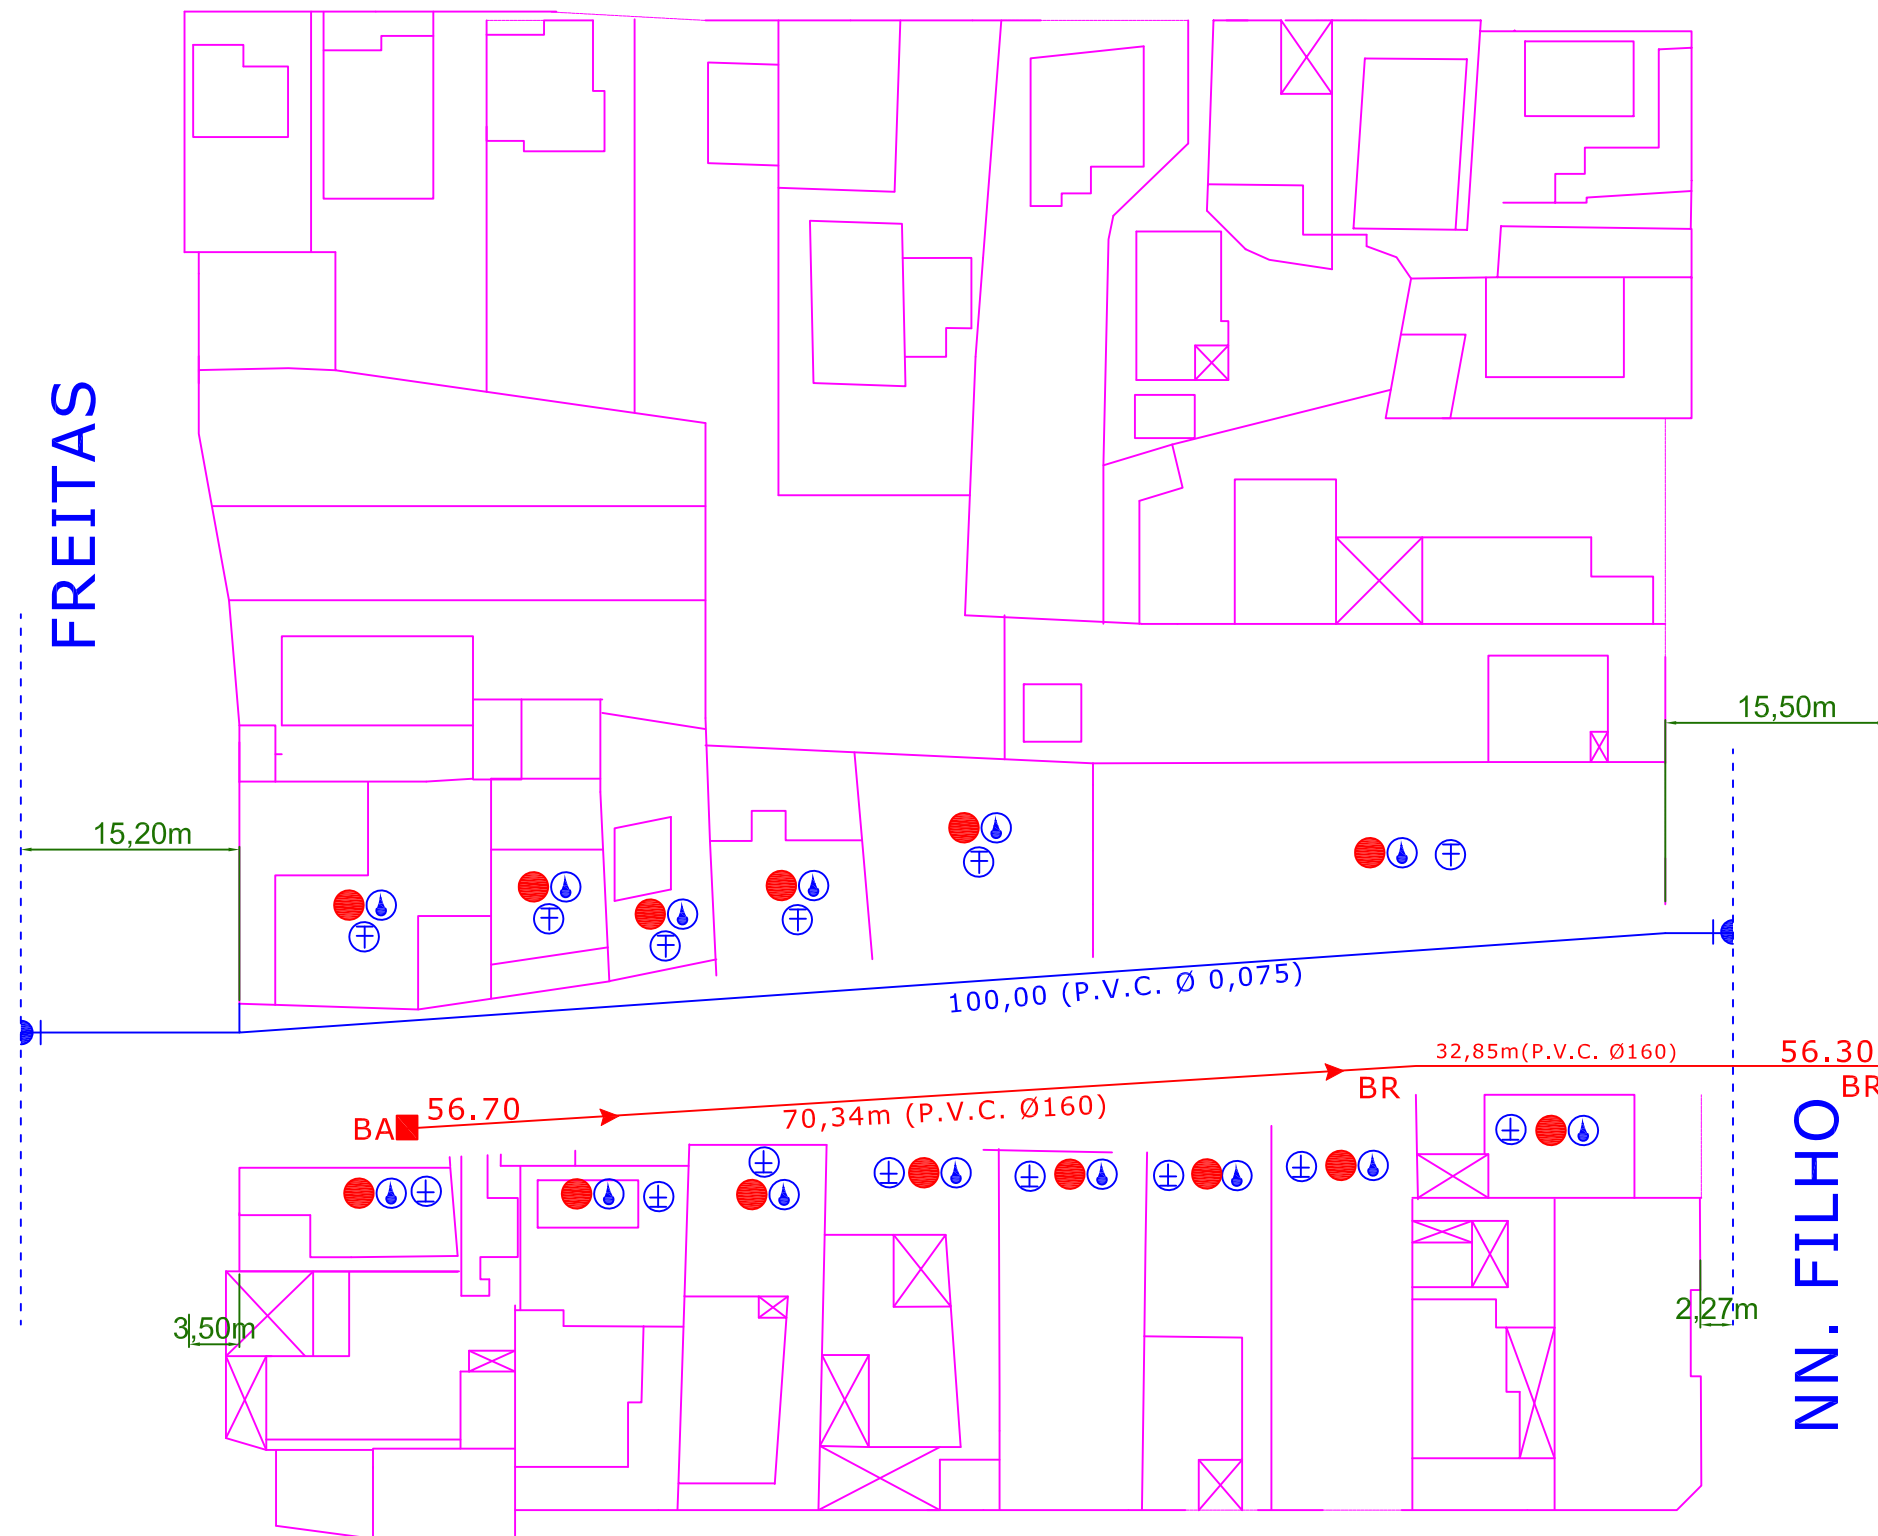 FREITAS
15,50m
15,20m
100,00 (P.V.C. Ø 0,075)
32,85m(P.V.C. Ø160)
56.30
BR
BR
56.70
BA
70,34m (P.V.C. Ø160)
NN. FILHO
3,50m
2,27m